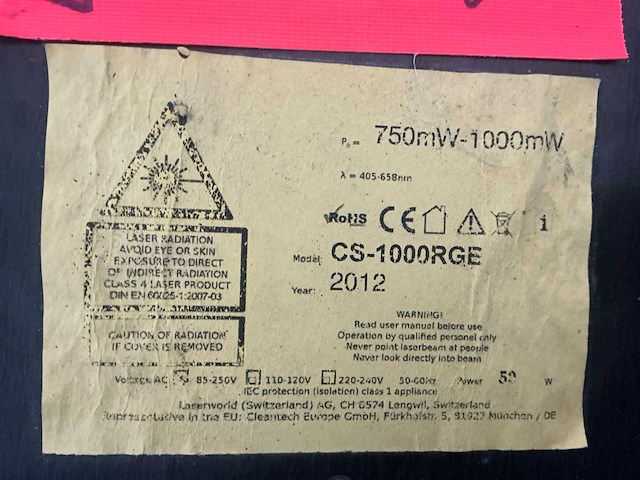 P₀ = 750mW-1000mW
λ = 405-658nm
RoHS CE i
Model: CS-1000RGE
Year: 2012
LASER RADIATION
AVOID EYE OR SKIN
EXPOSURE TO DIRECT
OF INDIRECT RADIATION
CLASS 4 LASER PRODUCT
DIN EN 60825-1:2007-03
CAUTION OF RADIATION
IF COVER IS REMOVED
WARNING!
Read user manual before use
Operation by qualified personel only
Never point laserbeam at people
Never look directly into beam
Voltage AC: 85-250V 110-120V 220-240V 50-60Hz Power 50 W
IEC protection (isolation) class 1 appliance
Laserworld (Switzerland) AG, CH 8574 Lengwil, Switzerland
Representative in the EU: Cleantech Europe GmbH, Fürkhofstr. 5, 81927 München / DE